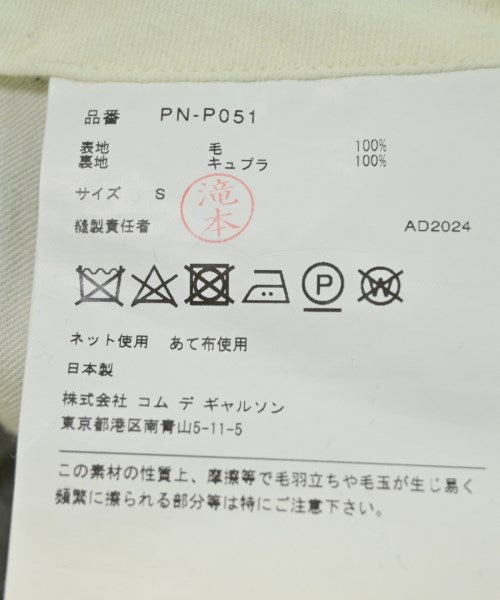 品番 PN-P051
表地 毛 100%
裏地 キュプラ 100%
サイズ S
滝本
縫製責任者 AD2024
P W
ネット使用 あて布使用
日本製
株式会社 コム デ ギャルソン
東京都港区南青山5-11-5
この素材の性質上、摩擦等で毛羽立ちや毛玉が生じ易く
頻繁に擦られる部分等は特にご注意下さい。